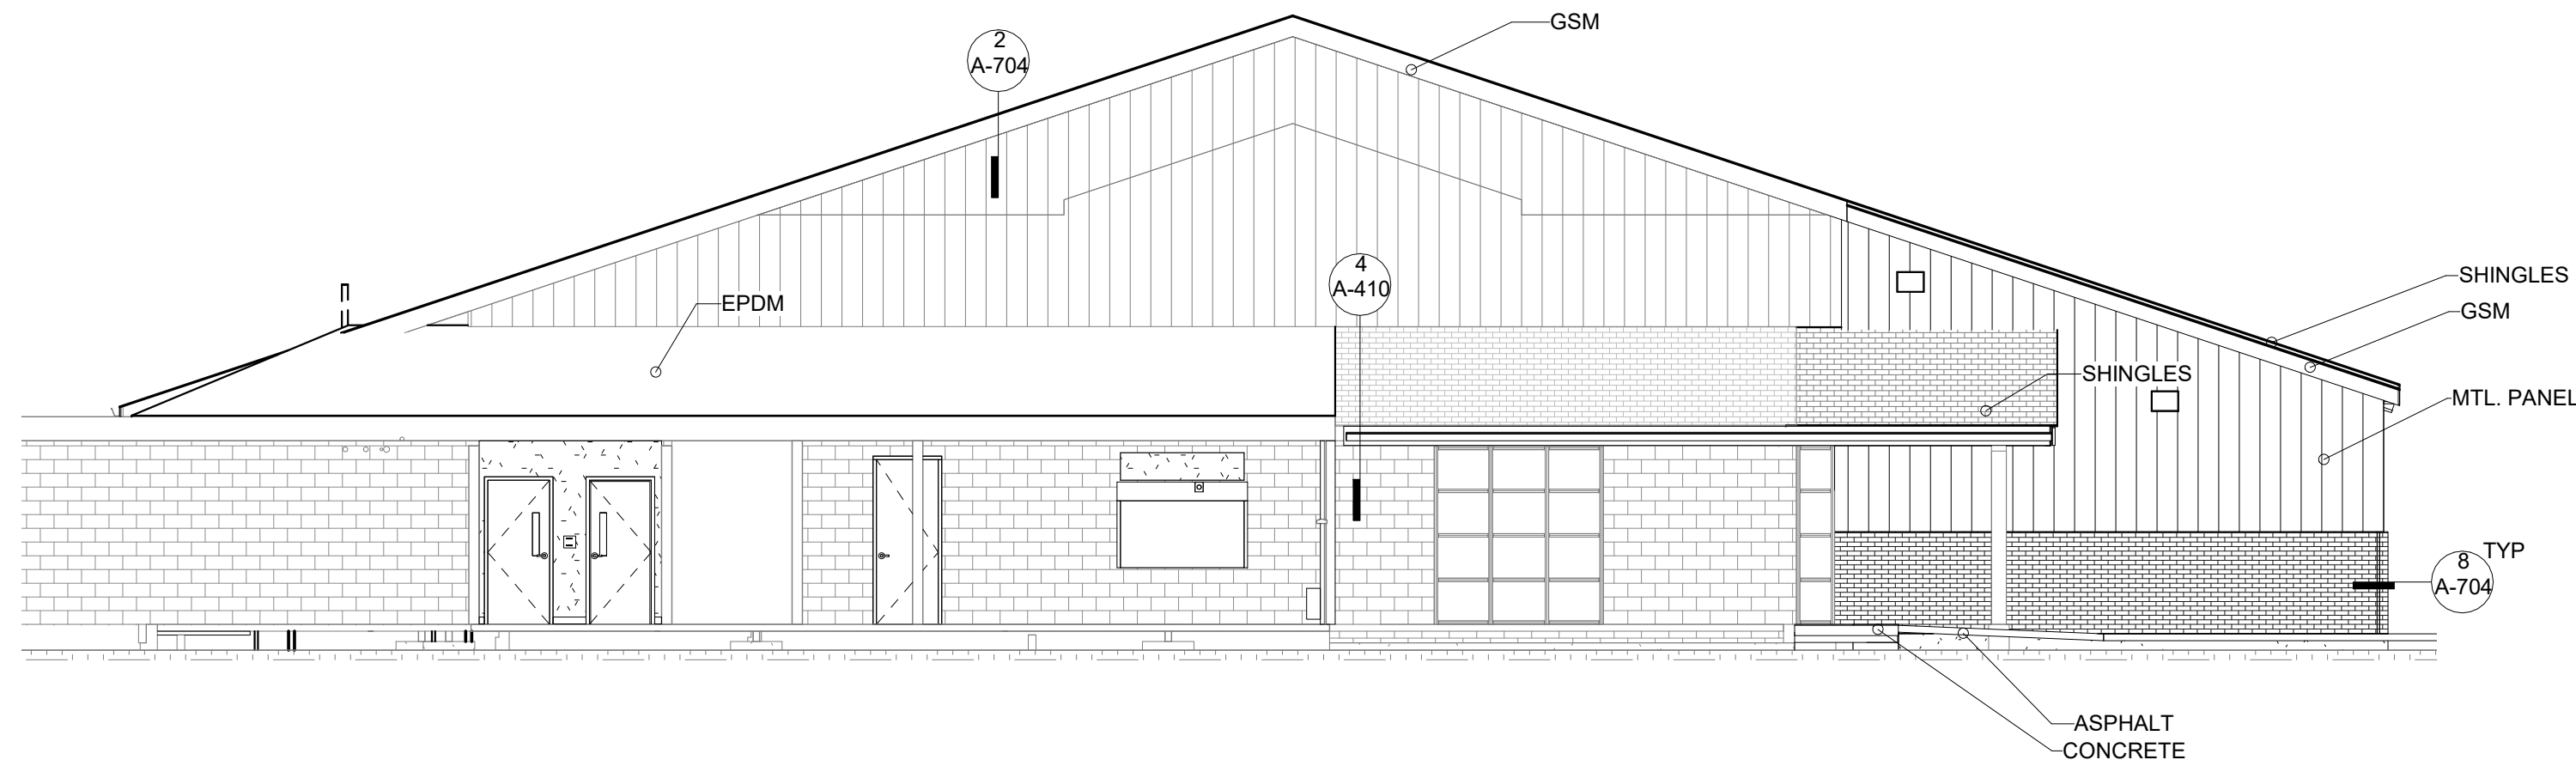 GSM
2
A-704
4
A-410
SHINGLES
EPDM
GSM
SHINGLES
MTL. PANEL
TYP
8
A-704
ASPHALT
CONCRETE